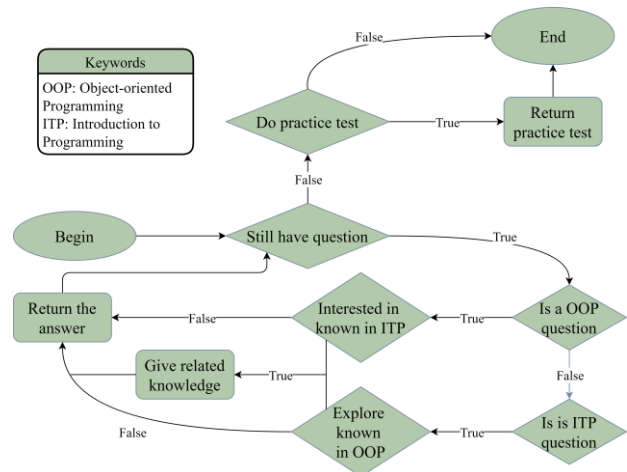 Keywords
OOP: Object-oriented
Programming
ITP: Introduction to
Programming
End
False
Do practice test
True
Return
practice test
False
Begin
Still have question
True
Return the
answer
False
Interested in
known in ITP
True
Is a OOP
question
Give related
knowledge
True
False
False
Explore
known
in OOP
True
Is is ITP
question